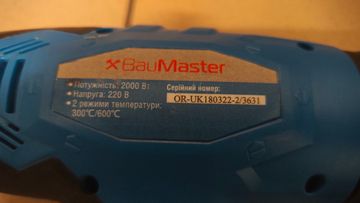 BauMaster
• Потужність: 2000 Вт
• Напруга: 220 В
• 2 режими температури:
300℃/600℃
Серійний номер:
OR-UK180322-2/3631